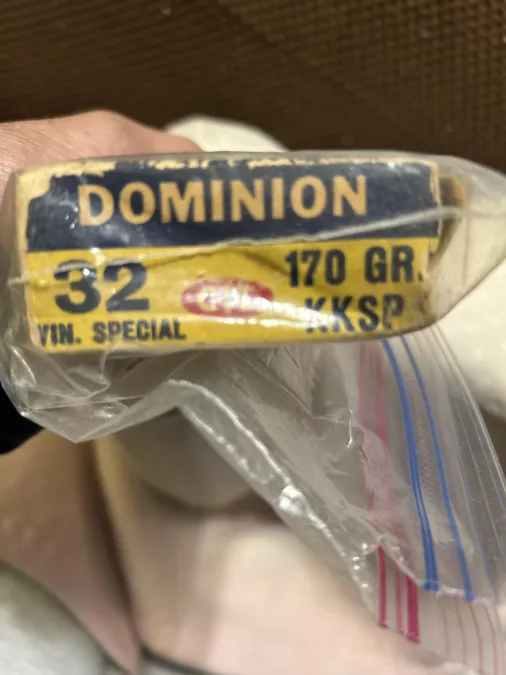 DOMINION
32
170 GR.
WIN. SPECIAL
KKSP